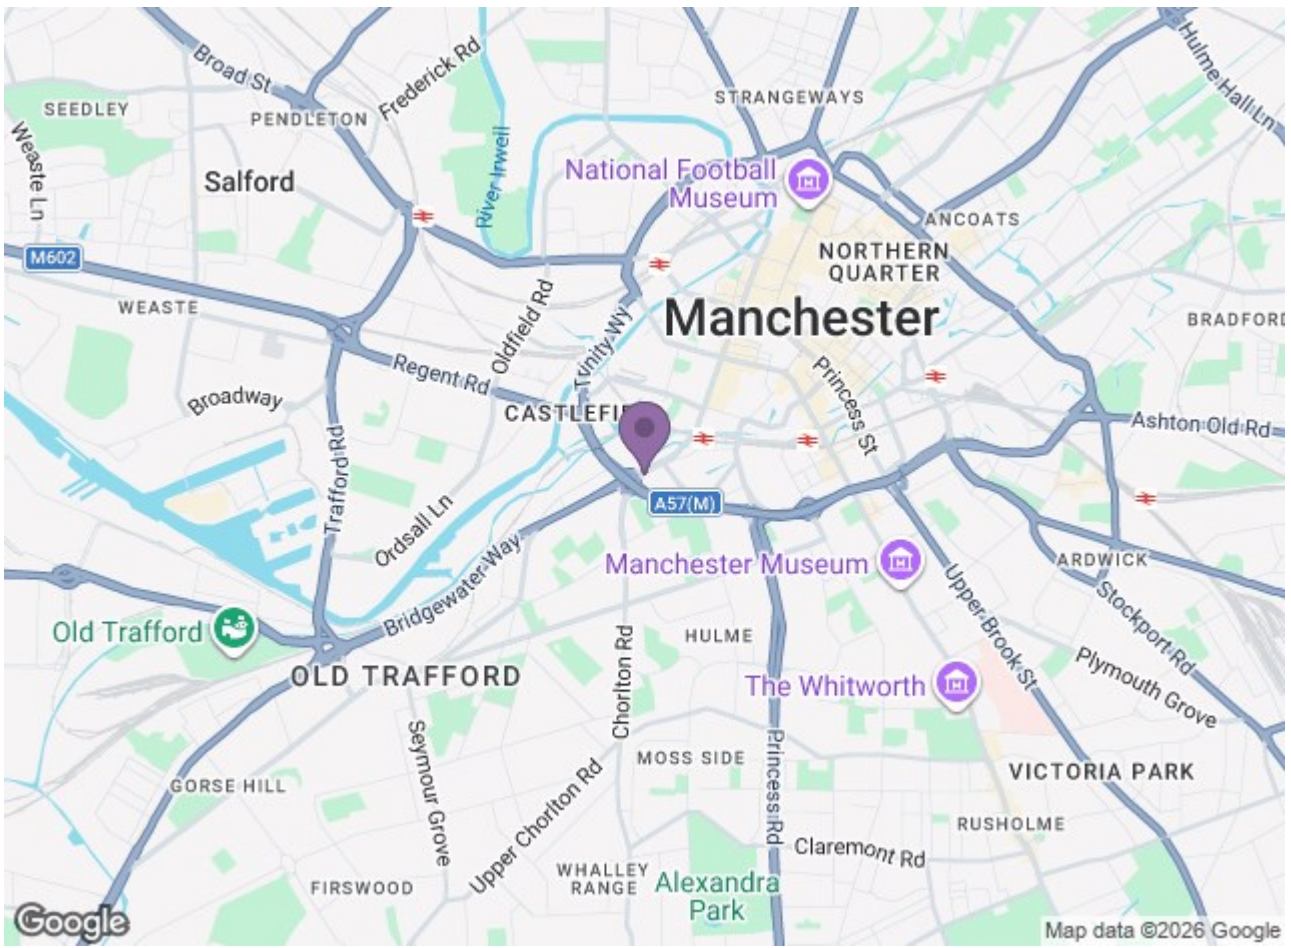 Broad St
Frederick Rd
SEEDLEY
PENDLETON
STRANGEWAYS
Hulme Hall Ln
Weaste Ln
Salford
River Irwell
National Football
Museum
ANCOATS
NORTHERN
QUARTER
M602
WEASTE
Oldfield Rd
Trinity Wy
Manchester
BRADFORD
Regent Rd
Broadway
Princess St
CASTLEFIE
Ashton Old Rd
Trafford Rd
Ordsall Ln
A57(M)
Bridgewater Way
Manchester Museum
ARDWICK
Upper Brook St
Stockport Rd
Old Trafford
HULME
OLD TRAFFORD
Chorlton Rd
The Whitworth
Plymouth Grove
Seymour Grove
Princess Rd
MOSS SIDE
VICTORIA PARK
GORSE HILL
Upper Chorlton Rd
RUSHOLME
Claremont Rd
FIRSWOOD
WHALLEY
RANGE
Alexandra
Park
Google
Map data ©2026 Google